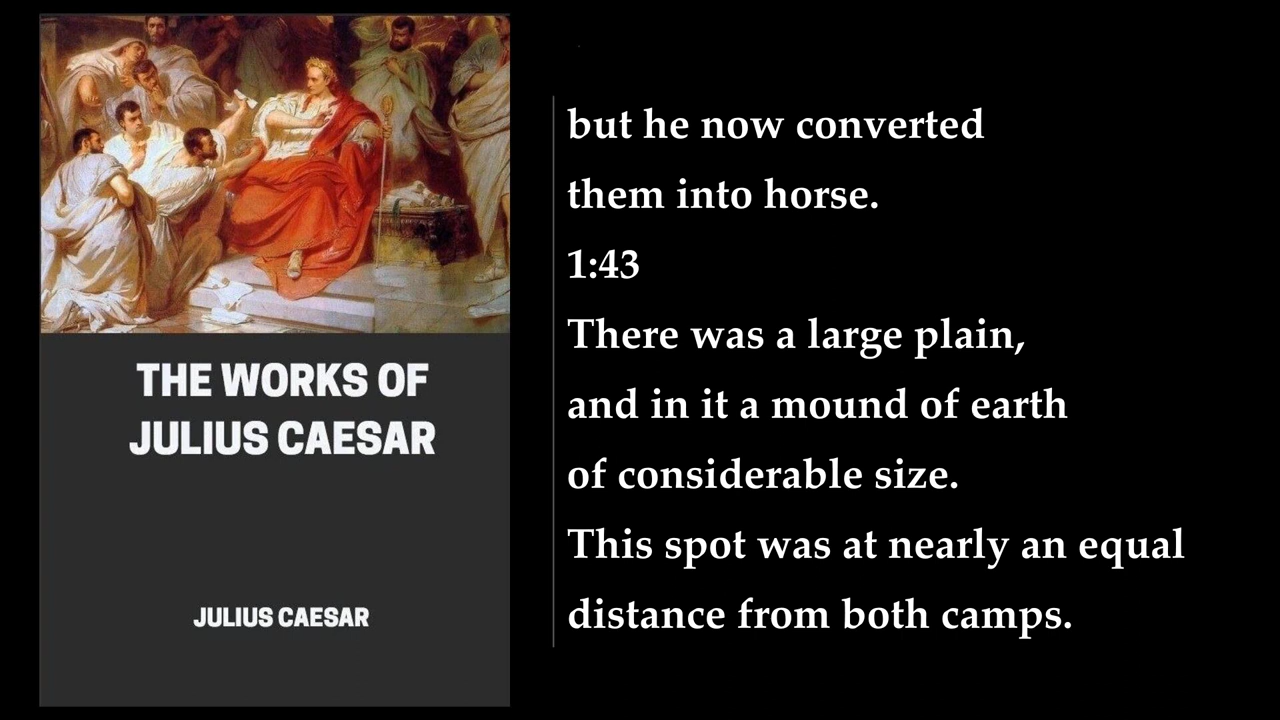 THE WORKS OF
JULIUS CAESAR
JULIUS CAESAR
but he now converted
them into horse.
1:43
There was a large plain,
and in it a mound of earth
of considerable size.
This spot was at nearly an equal
distance from both camps.